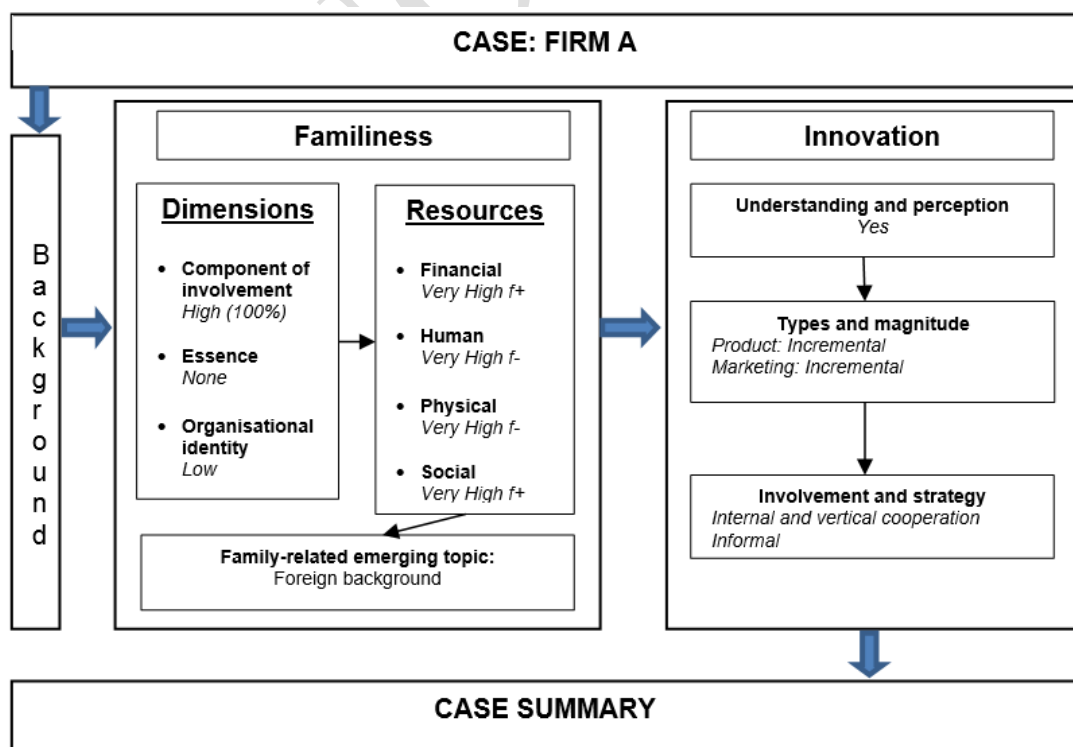 CASE: FIRM A
Background
Familiness
Dimensions
• Component of
involvement
High (100%)
• Essence
None
• Organisational
identity
Low
Resources
• Financial
Very High f+
• Human
Very High f-
• Physical
Very High f-
• Social
Very High f+
Family-related emerging topic:
Foreign background
Innovation
Understanding and perception
Yes
Types and magnitude
Product: Incremental
Marketing: Incremental
Involvement and strategy
Internal and vertical cooperation
Informal
CASE SUMMARY